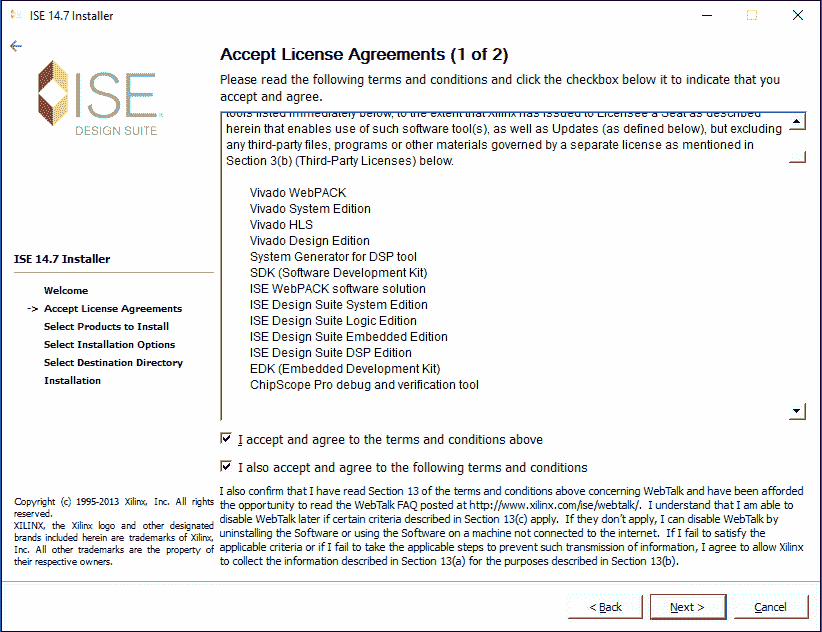 ISE 14.7 Installer
ISE
DESIGN SUITE
Accept License Agreements (1 of 2)
Please read the following terms and conditions and click the checkbox below it to indicate that you
accept and agree.
tools listed immediately below, to the extent that Xilinx has issued to Licensee a Seat as described
herein that enables use of such software tool(s), as well as Updates (as defined below), but excluding
any third-party files, programs or other materials governed by a separate license as mentioned in
Section 3(b) (Third-Party Licenses) below.
Vivado WebPACK
Vivado System Edition
Vivado HLS
Vivado Design Edition
System Generator for DSP tool
SDK (Software Development Kit)
ISE WebPACK software solution
ISE Design Suite System Edition
ISE Design Suite Logic Edition
ISE Design Suite Embedded Edition
ISE Design Suite DSP Edition
EDK (Embedded Development Kit)
ChipScope Pro debug and verification tool
ISE 14.7 Installer
Welcome
-> Accept License Agreements
Select Products to Install
Select Installation Options
Select Destination Directory
Installation
I accept and agree to the terms and conditions above
I also accept and agree to the following terms and conditions
I also confirm that I have read Section 13 of the terms and conditions above concerning WebTalk and have been afforded
the opportunity to read the WebTalk FAQ posted at http://www.xilinx.com/ise/webtalk/. I understand that I am able to
disable WebTalk later if certain criteria described in Section 13(c) apply. If they don't apply, I can disable WebTalk by
uninstalling the Software or using the Software on a machine not connected to the internet. If I fail to satisfy the
applicable criteria or if I fail to take the applicable steps to prevent such transmission of information, I agree to allow Xilinx
to collect the information described in Section 13(a) for the purposes described in Section 13(b).
Copyright (c) 1995-2013 Xilinx, Inc. All rights
reserved.
XILINX, the Xilinx logo and other designated
brands included herein are trademarks of Xilinx,
Inc. All other trademarks are the property of
their respective owners.
< Back
Next >
Cancel